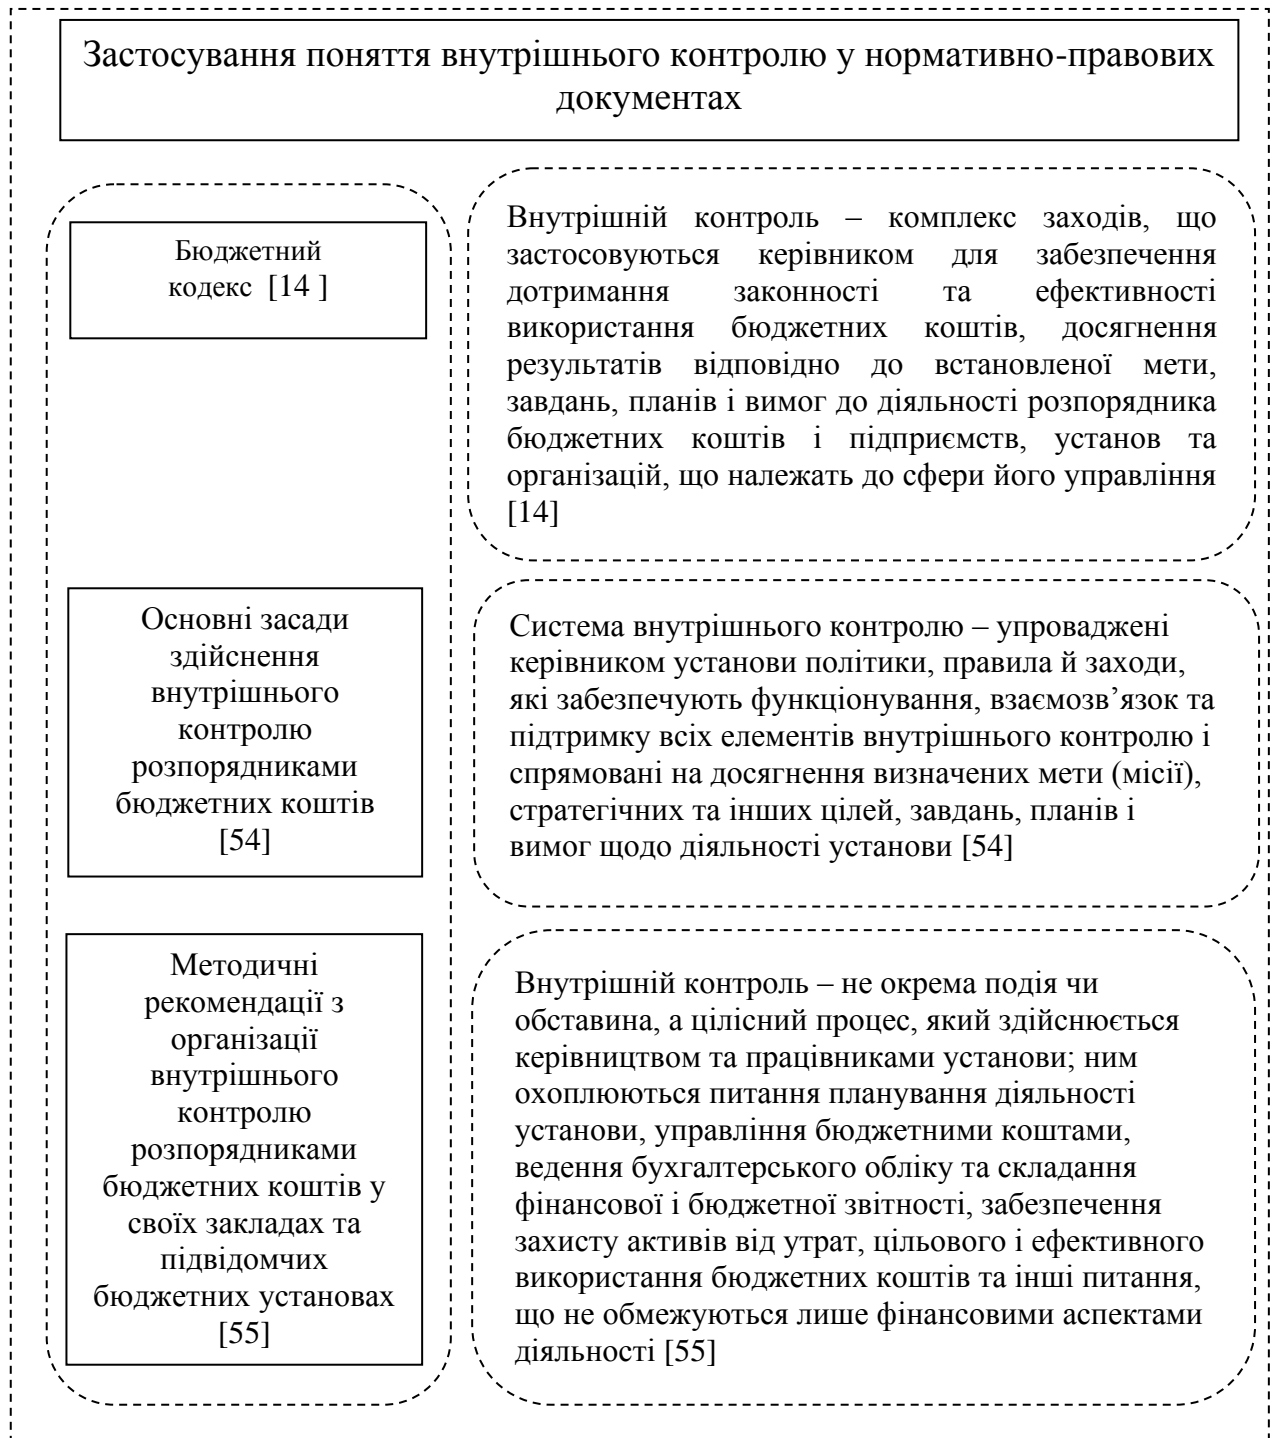 Застосування поняття внутрішнього контролю у нормативно-правових
документах
Бюджетний
кодекс [14 ]
Внутрішній контроль – комплекс заходів, що
застосовуються керівником для забезпечення
дотримання законності та ефективності
використання бюджетних коштів, досягнення
результатів відповідно до встановленої мети,
завдань, планів і вимог до діяльності розпорядника
бюджетних коштів і підприємств, установ та
організацій, що належать до сфери його управління
[14]
Основні засади
здійснення
внутрішнього
контролю
розпорядниками
бюджетних коштів
[54]
Система внутрішнього контролю – упроваджені
керівником установи політики, правила й заходи,
які забезпечують функціонування, взаємозв’язок та
підтримку всіх елементів внутрішнього контролю і
спрямовані на досягнення визначених мети (місії),
стратегічних та інших цілей, завдань, планів і
вимог щодо діяльності установи [54]
Методичні
рекомендації з
організації
внутрішнього
контролю
розпорядниками
бюджетних коштів у
своїх закладах та
підвідомчих
бюджетних установах
[55]
Внутрішній контроль – не окрема подія чи
обставина, а цілісний процес, який здійснюється
керівництвом та працівниками установи; ним
охоплюються питання планування діяльності
установи, управління бюджетними коштами,
ведення бухгалтерського обліку та складання
фінансової і бюджетної звітності, забезпечення
захисту активів від утрат, цільового і ефективного
використання бюджетних коштів та інші питання,
що не обмежуються лише фінансовими аспектами
діяльності [55]